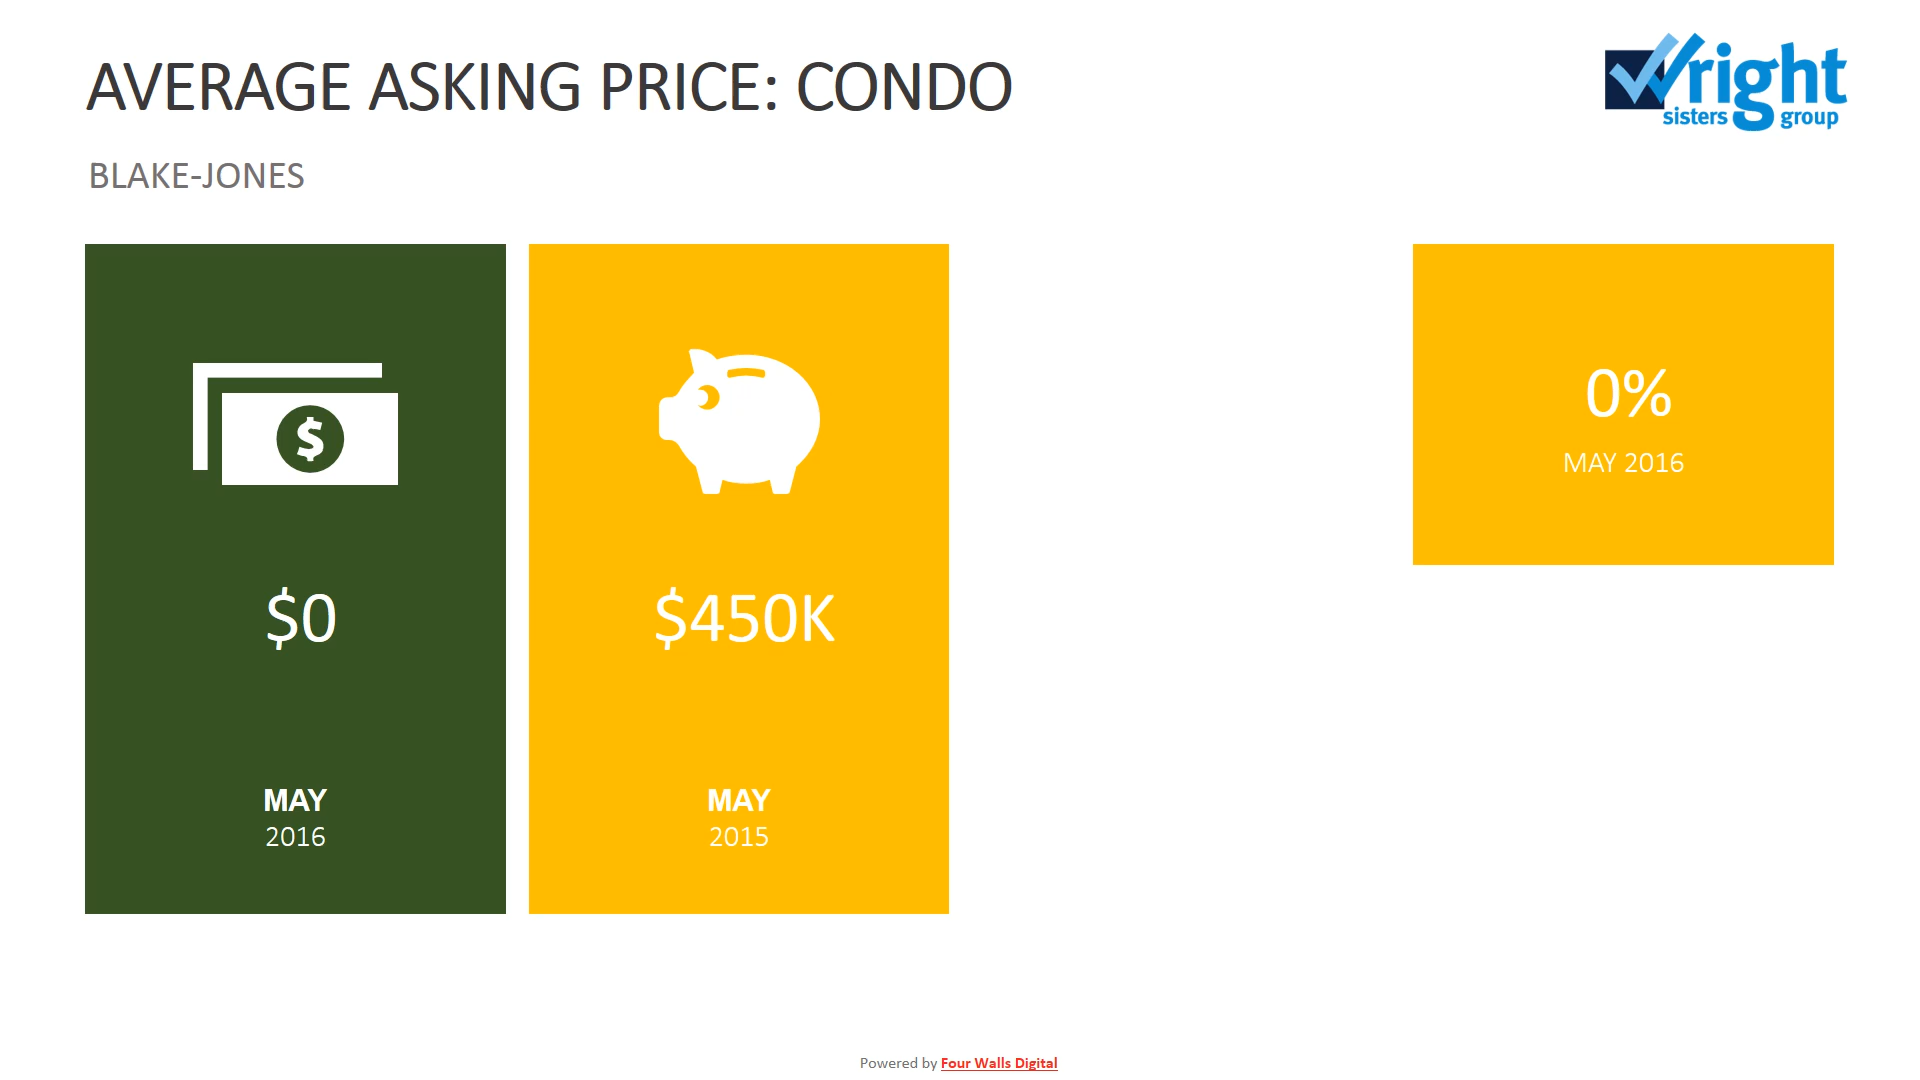 AVERAGE ASKING PRICE: CONDO
Wright
sisters group
BLAKE-JONES
$
$0
MAY
2016
$450K
MAY
2015
0%
MAY 2016
Powered by Four Walls Digital